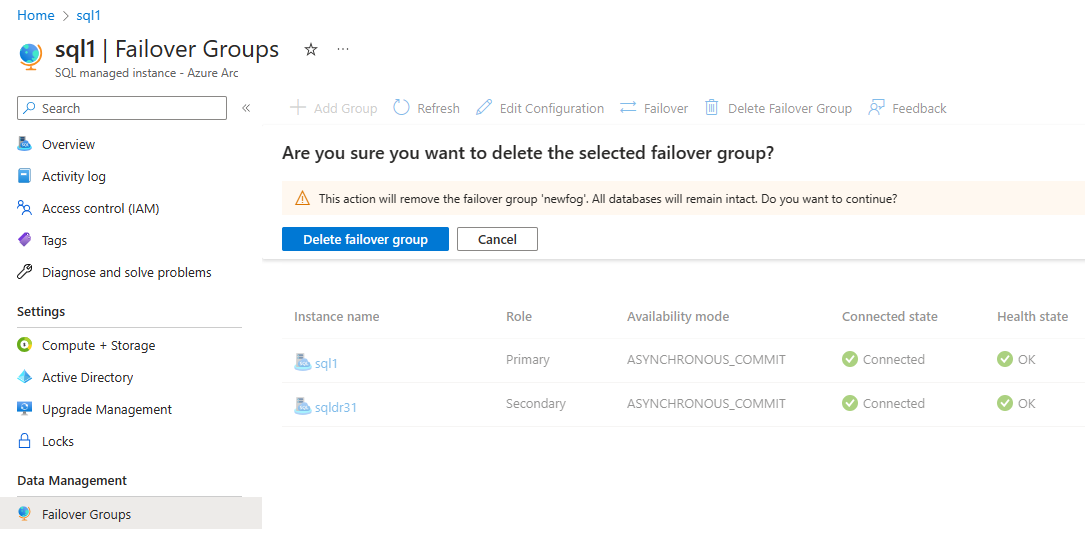 Home > sql1
sql1 | Failover Groups
SQL managed instance - Azure Arc
Search
Add Group
Refresh
Edit Configuration
Failover
Delete Failover Group
Feedback
Overview
Activity log
Access control (IAM)
Tags
Diagnose and solve problems
Settings
Compute + Storage
Active Directory
Upgrade Management
Locks
Data Management
Failover Groups
Are you sure you want to delete the selected failover group?
This action will remove the failover group 'newfog'. All databases will remain intact. Do you want to continue?
Delete failover group
Cancel
Instance name Role Availability mode Connected state Health state
sql1 Primary ASYNCHRONOUS_COMMIT Connected OK
sqldr31 Secondary ASYNCHRONOUS_COMMIT Connected OK